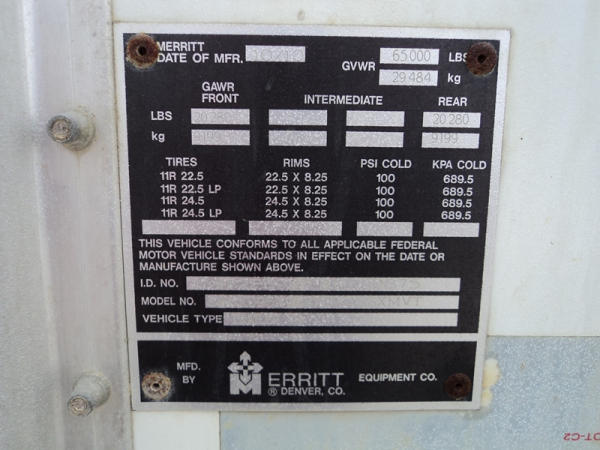 MERRITT
DATE OF MFR.
GVWR 65000 LBS
29484 kg
GAWR FRONT INTERMEDIATE REAR
LBS 20280 20280
kg 9199 9199
TIRES RIMS PSI COLD KPA COLD
11R 22.5 22.5 X 8.25 100 689.5
11R 22.5 LP 22.5 X 8.25 100 689.5
11R 24.5 24.5 X 8.25 100 689.5
11R 24.5 LP 24.5 X 8.25 100 689.5
THIS VEHICLE CONFORMS TO ALL APPLICABLE FEDERAL
MOTOR VEHICLE STANDARDS IN EFFECT ON THE DATE OR
MANUFACTURE SHOWN ABOVE.
I.D. NO.
MODEL NO.
VEHICLE TYPE
MFD. BY MERRITT EQUIPMENT CO.
® DENVER, CO.
DT-C2